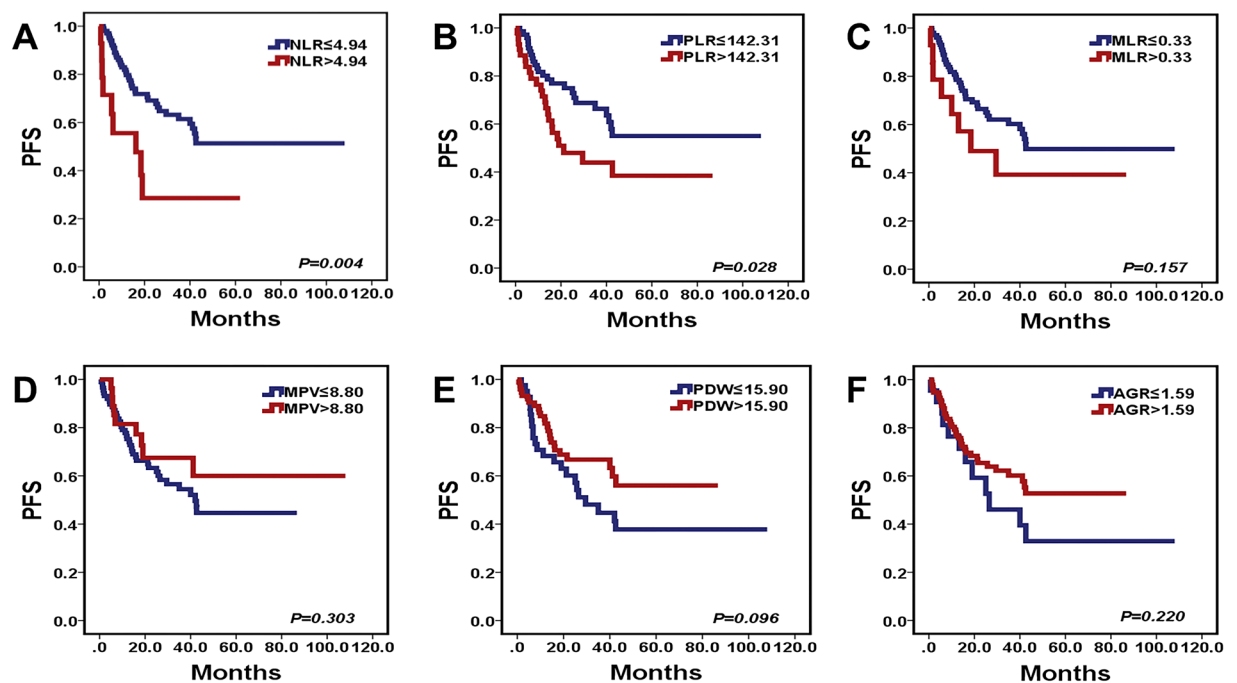 A
NLR≤4.94
NLR>4.94
PFS
1.0
0.8
0.6
0.4
0.2
0.0
P=0.004
.0 20.0 40.0 60.0 80.0 100.0 120.0
Months
B
PLR≤142.31
PLR>142.31
PFS
1.0
0.8
0.6
0.4
0.2
0.0
P=0.028
.0 20.0 40.0 60.0 80.0 100.0 120.0
Months
C
MLR≤0.33
MLR>0.33
PFS
1.0
0.8
0.6
0.4
0.2
0.0
P=0.157
.0 20.0 40.0 60.0 80.0 100.0 120.0
Months
D
MPV≤8.80
MPV>8.80
PFS
1.0
0.8
0.6
0.4
0.2
0.0
P=0.303
.0 20.0 40.0 60.0 80.0 100.0 120.0
Months
E
PDW≤15.90
PDW>15.90
PFS
1.0
0.8
0.6
0.4
0.2
0.0
P=0.096
.0 20.0 40.0 60.0 80.0 100.0 120.0
Months
F
AGR≤1.59
AGR>1.59
PFS
1.0
0.8
0.6
0.4
0.2
0.0
P=0.220
.0 20.0 40.0 60.0 80.0 100.0 120.0
Months